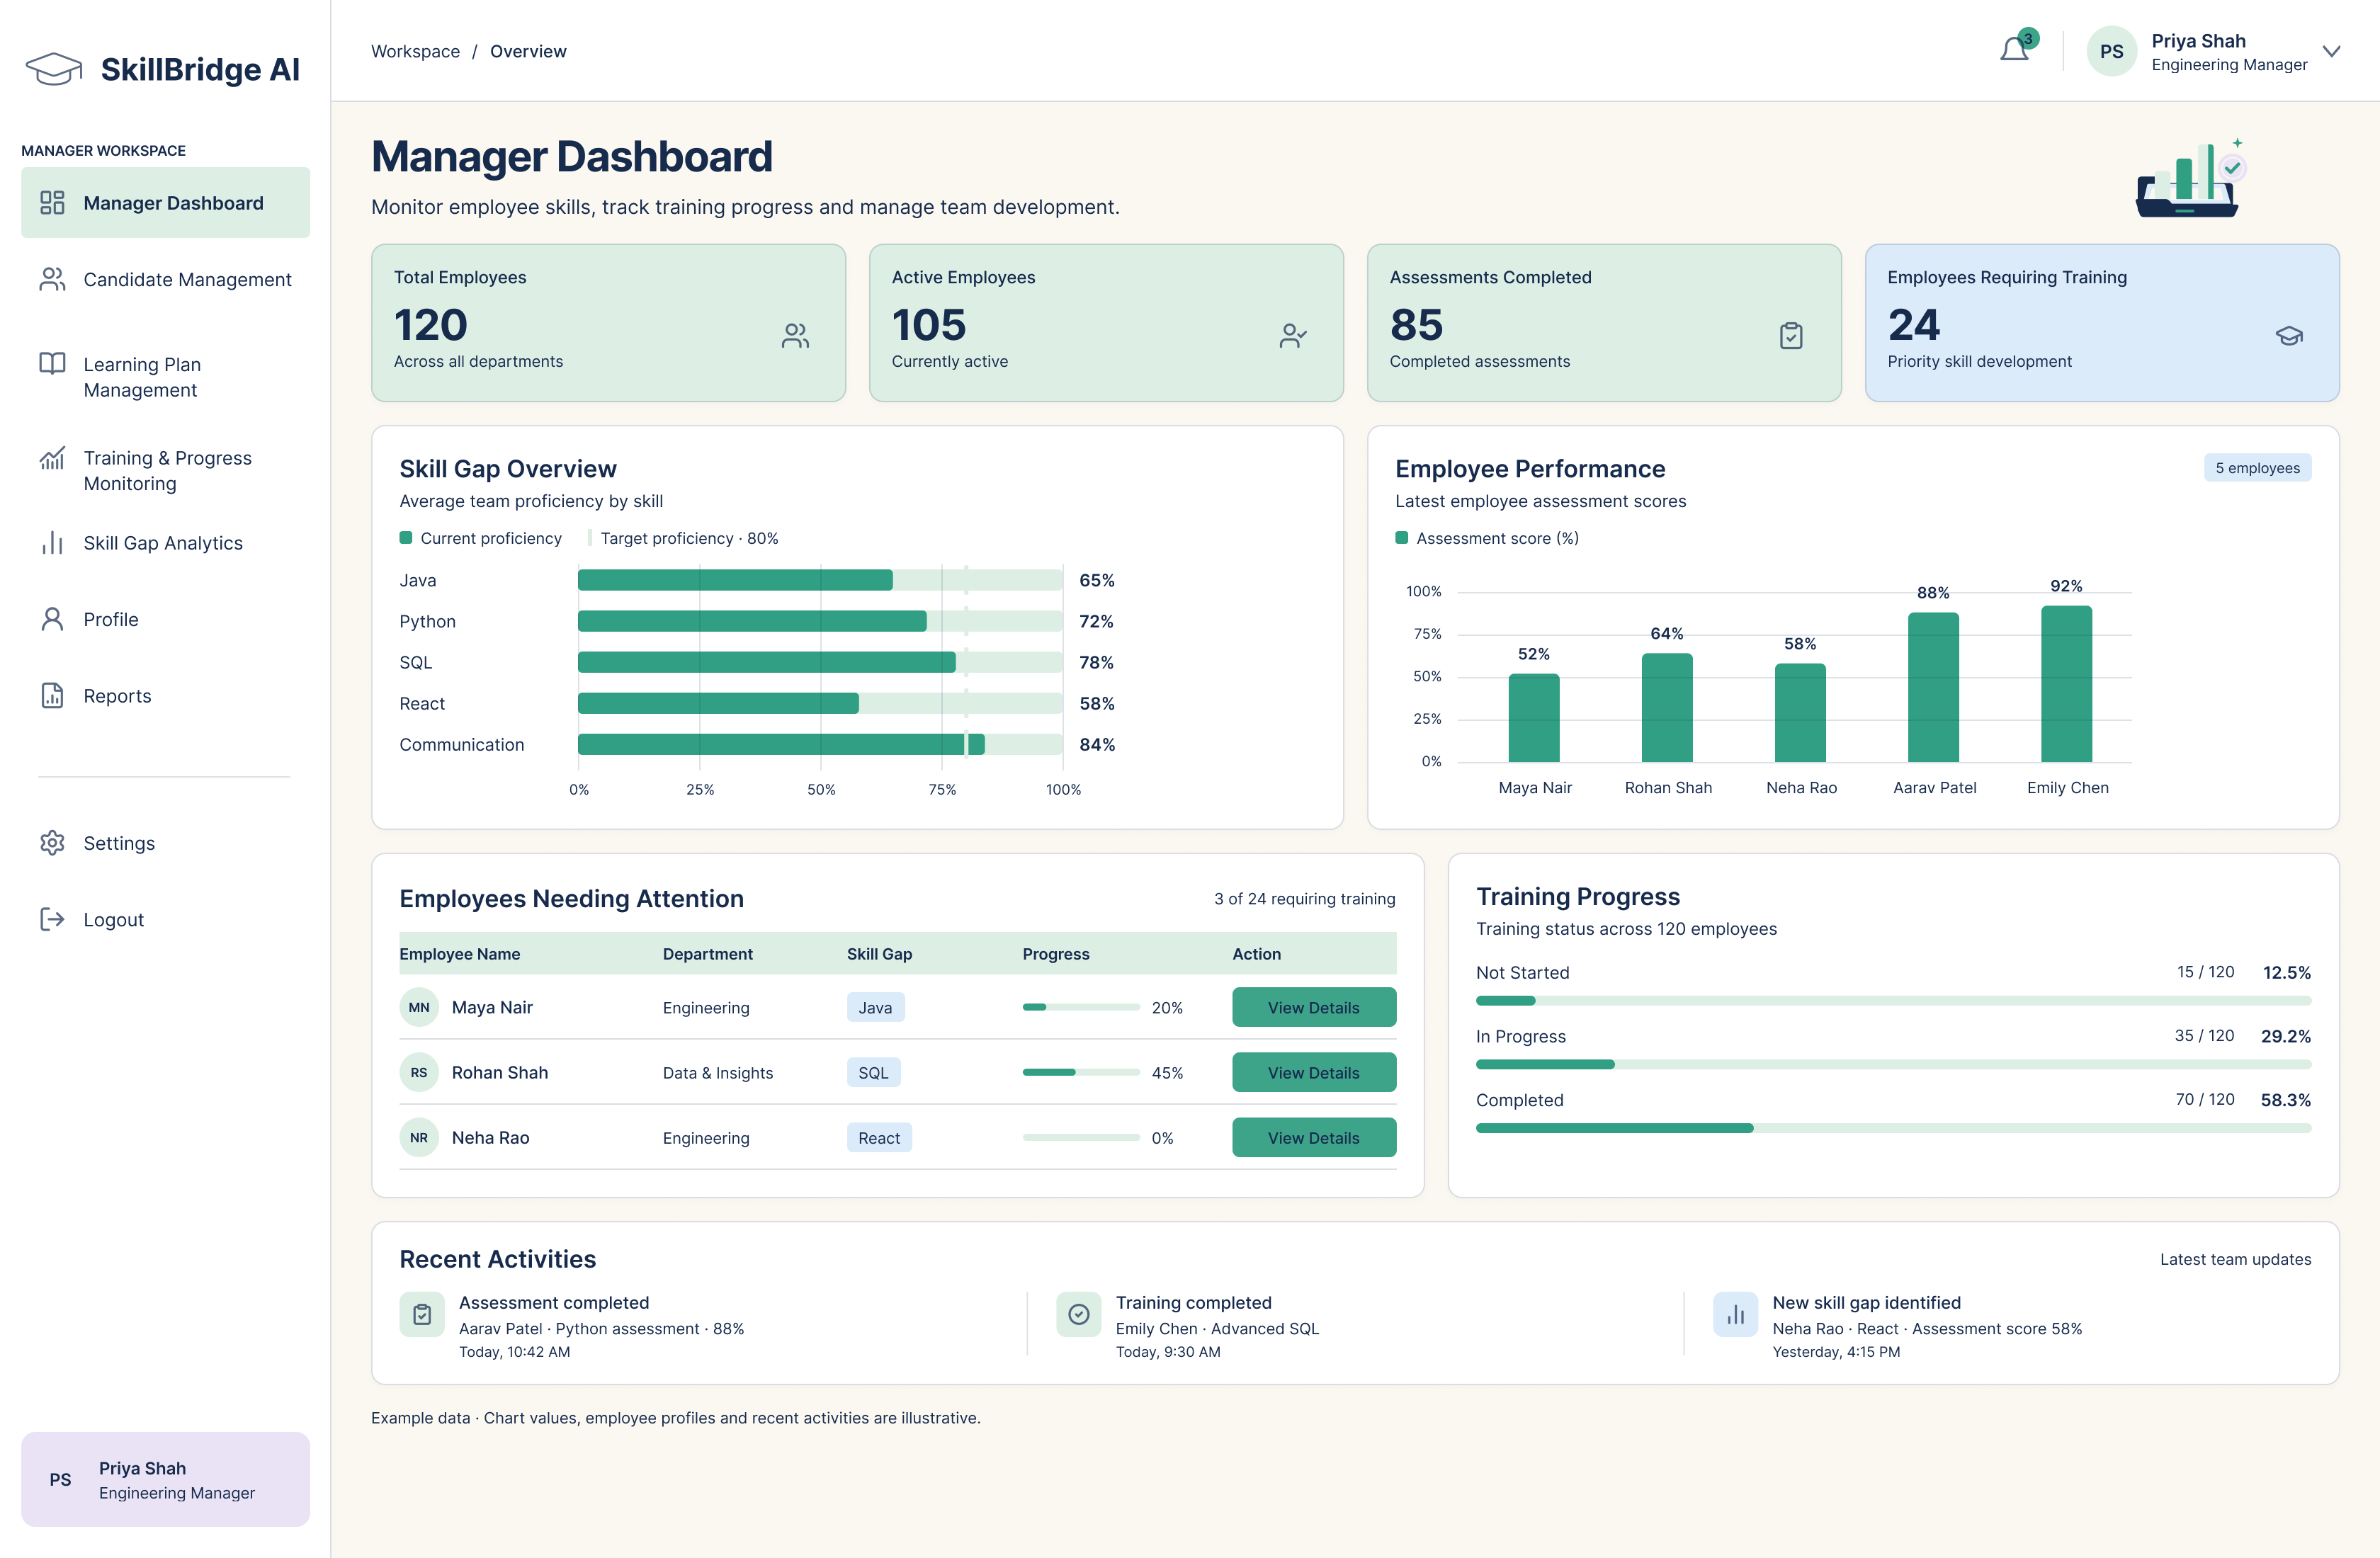 SkillBridge AI
MANAGER WORKSPACE
Manager Dashboard
Candidate Management
Learning Plan
Management
Training & Progress
Monitoring
Skill Gap Analytics
Profile
Reports
Settings
Logout
PS
Priya Shah
Engineering Manager
Workspace / Overview
3
PS
Priya Shah
Engineering Manager
Manager Dashboard
Monitor employee skills, track training progress and manage team development.
Total Employees
120
Across all departments
Active Employees
105
Currently active
Assessments Completed
85
Completed assessments
Employees Requiring Training
24
Priority skill development
Skill Gap Overview
Average team proficiency by skill
Current proficiency
Target proficiency · 80%
Java 65%
Python 72%
SQL 78%
React 58%
Communication 84%
0% 25% 50% 75% 100%
Employee Performance
5 employees
Latest employee assessment scores
Assessment score (%)
100%
75%
50%
25%
0%
52% 64% 58% 88% 92%
Maya Nair Rohan Shah Neha Rao Aarav Patel Emily Chen
Employees Needing Attention
3 of 24 requiring training
Employee Name Department Skill Gap Progress Action
MN Maya Nair Engineering Java 20% View Details
RS Rohan Shah Data & Insights SQL 45% View Details
NR Neha Rao Engineering React 0% View Details
Training Progress
Training status across 120 employees
Not Started 15 / 120 12.5%
In Progress 35 / 120 29.2%
Completed 70 / 120 58.3%
Recent Activities
Latest team updates
Assessment completed
Aarav Patel · Python assessment · 88%
Today, 10:42 AM
Training completed
Emily Chen · Advanced SQL
Today, 9:30 AM
New skill gap identified
Neha Rao · React · Assessment score 58%
Yesterday, 4:15 PM
Example data · Chart values, employee profiles and recent activities are illustrative.